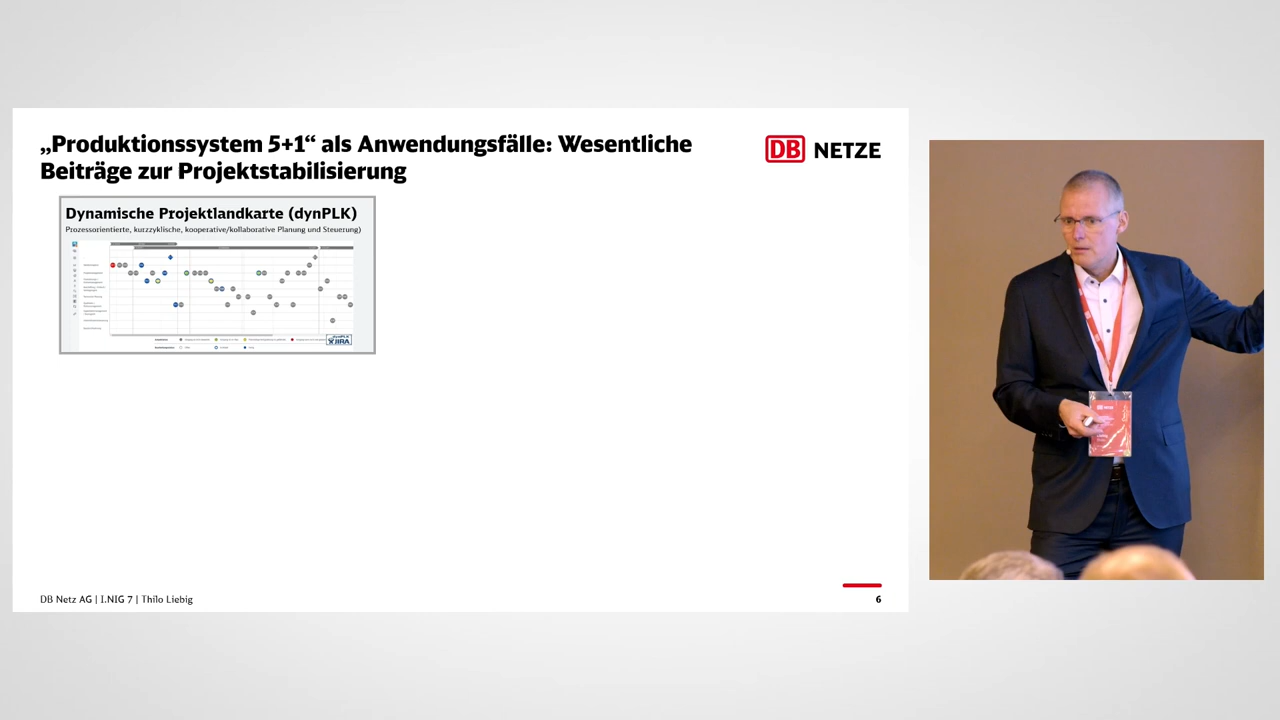 „Produktionssystem 5+1“ als Anwendungsfälle: Wesentliche
Beiträge zur Projektstabilisierung
DB NETZE
Dynamische Projektlandkarte (dynPLK)
Prozessorientierte, kurzzyklische, kooperative/kollaborative Planung und Steuerung)
dynPLK
JIRA
DB Netz AG | I.NIG 7 | Thilo Liebig
6